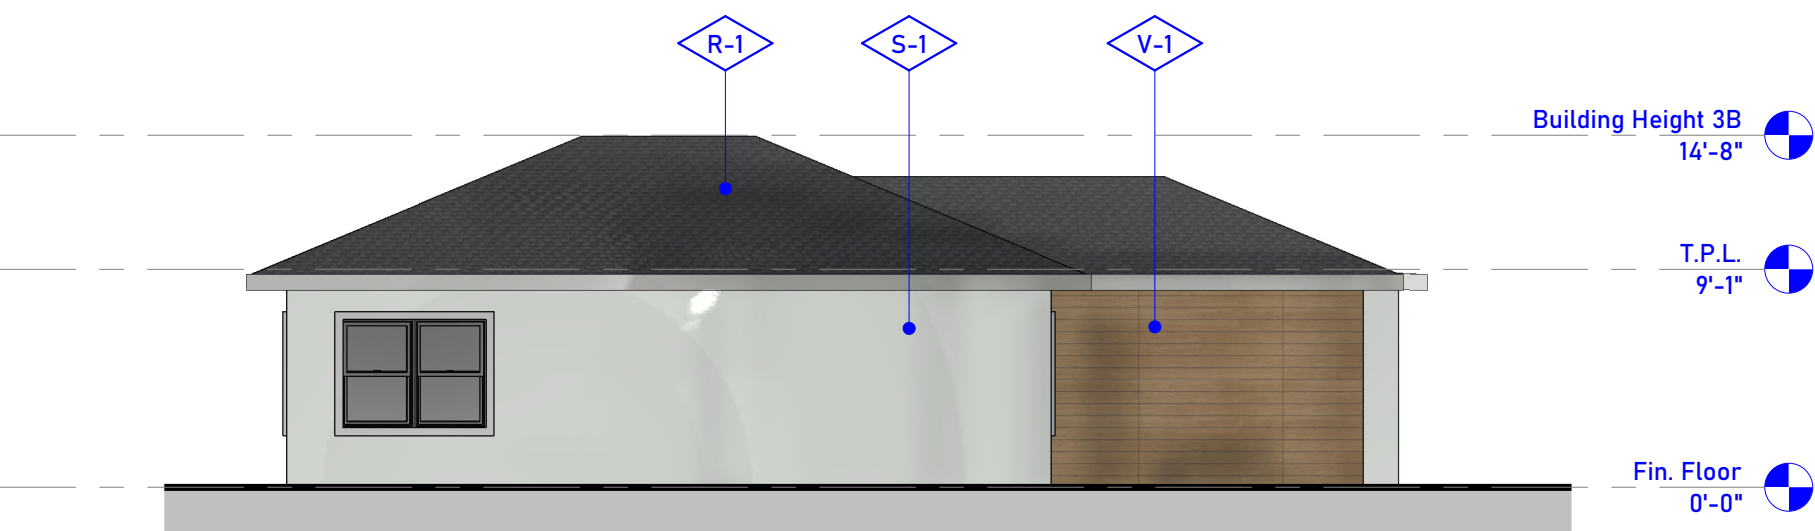 R-1
S-1
V-1
Building Height 3B
14'-8"
T.P.L.
9'-1"
Fin. Floor
0'-0"